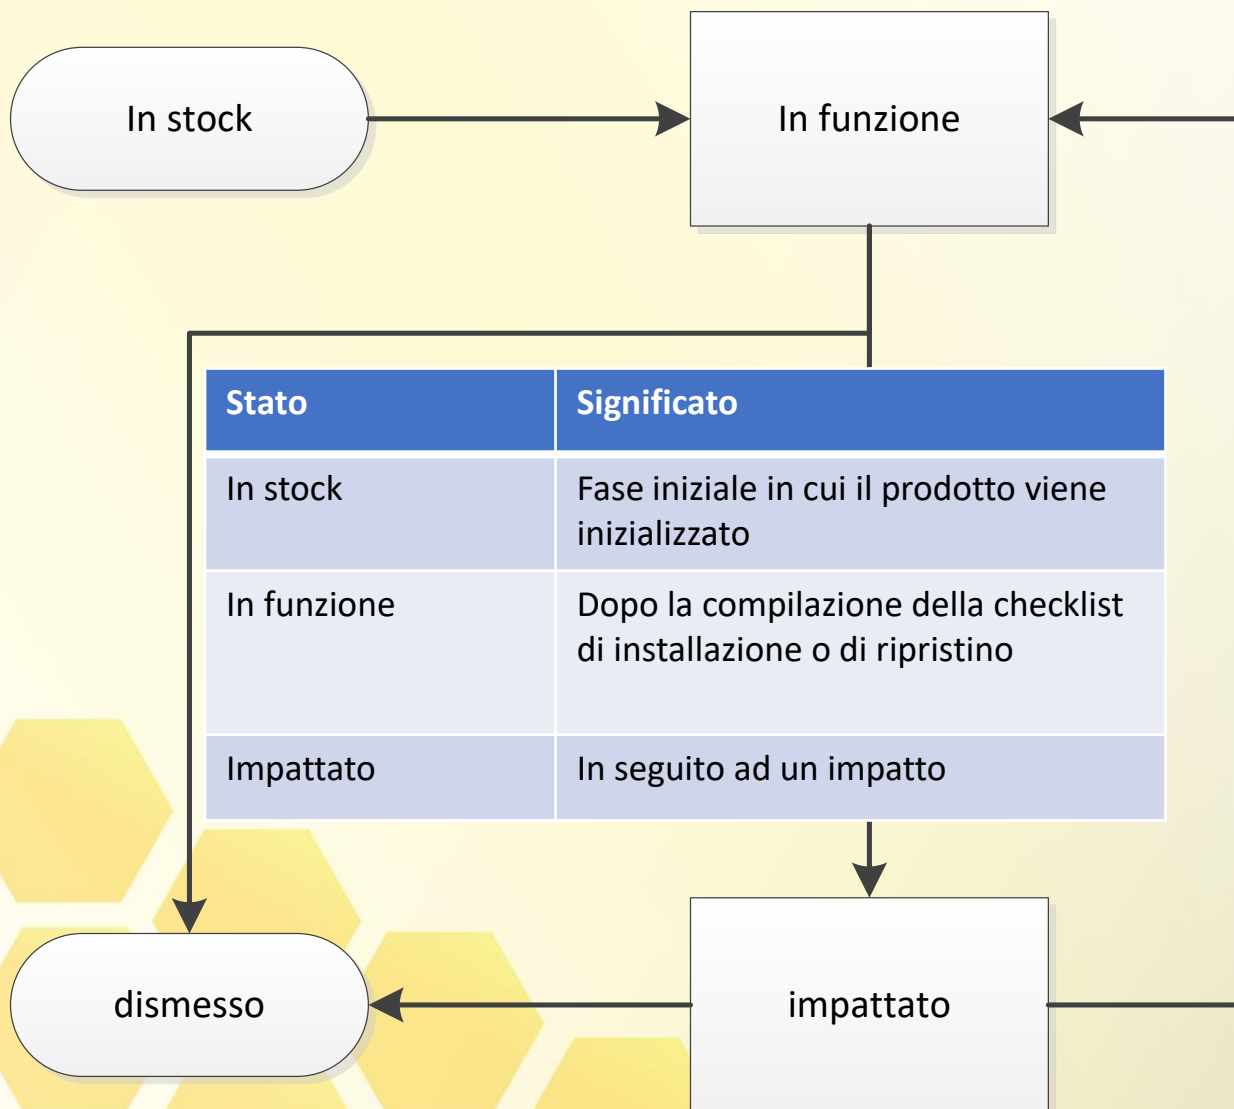 In stock
In funzione
Stato
Significato
In stock
Fase iniziale in cui il prodotto viene
inizializzato
In funzione
Dopo la compilazione della checklist
di installazione o di ripristino
Impattato
In seguito ad un impatto
dismesso
impattato